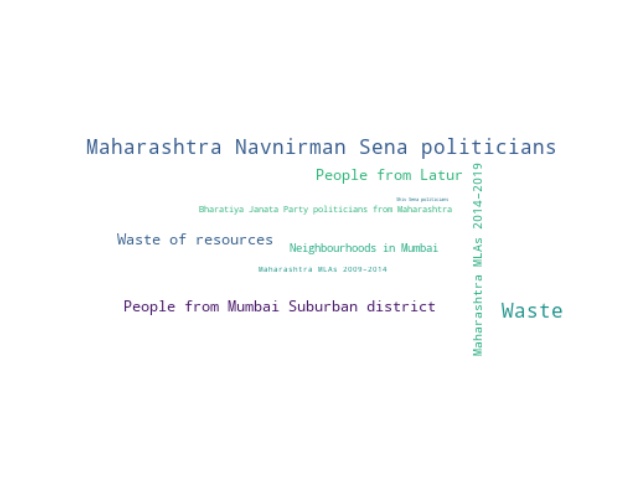 Maharashtra Navnirman Sena politicians
People from Latur
Shiv Sena politicians
Bharatiya Janata Party politicians from Maharashtra
Waste of resources
Neighbourhoods in Mumbai
Maharashtra MLAs 2009–2014
People from Mumbai Suburban district
Maharashtra MLAs 2014–2019
Waste